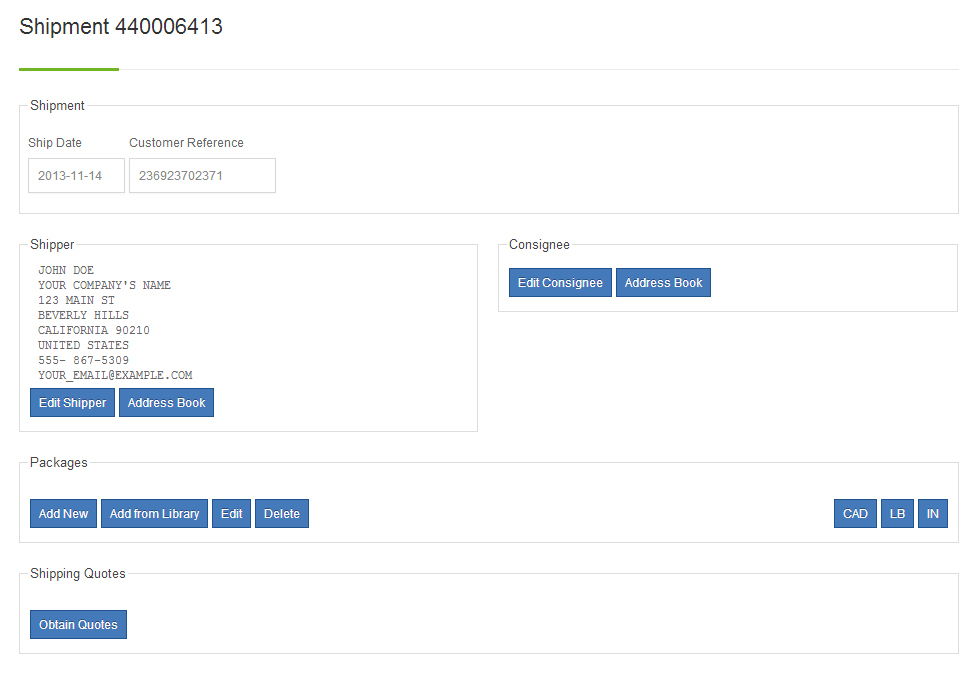 Shipment 440006413
Shipment
Ship Date Customer Reference
2013-11-14 236923702371
Shipper
JOHN DOE
YOUR COMPANY'S NAME
123 MAIN ST
BEVERLY HILLS
CALIFORNIA 90210
UNITED STATES
555- 867-5309
YOUR_EMAIL@EXAMPLE.COM
Edit Shipper Address Book
Consignee
Edit Consignee Address Book
Packages
Add New Add from Library Edit Delete CAD LB IN
Shipping Quotes
Obtain Quotes